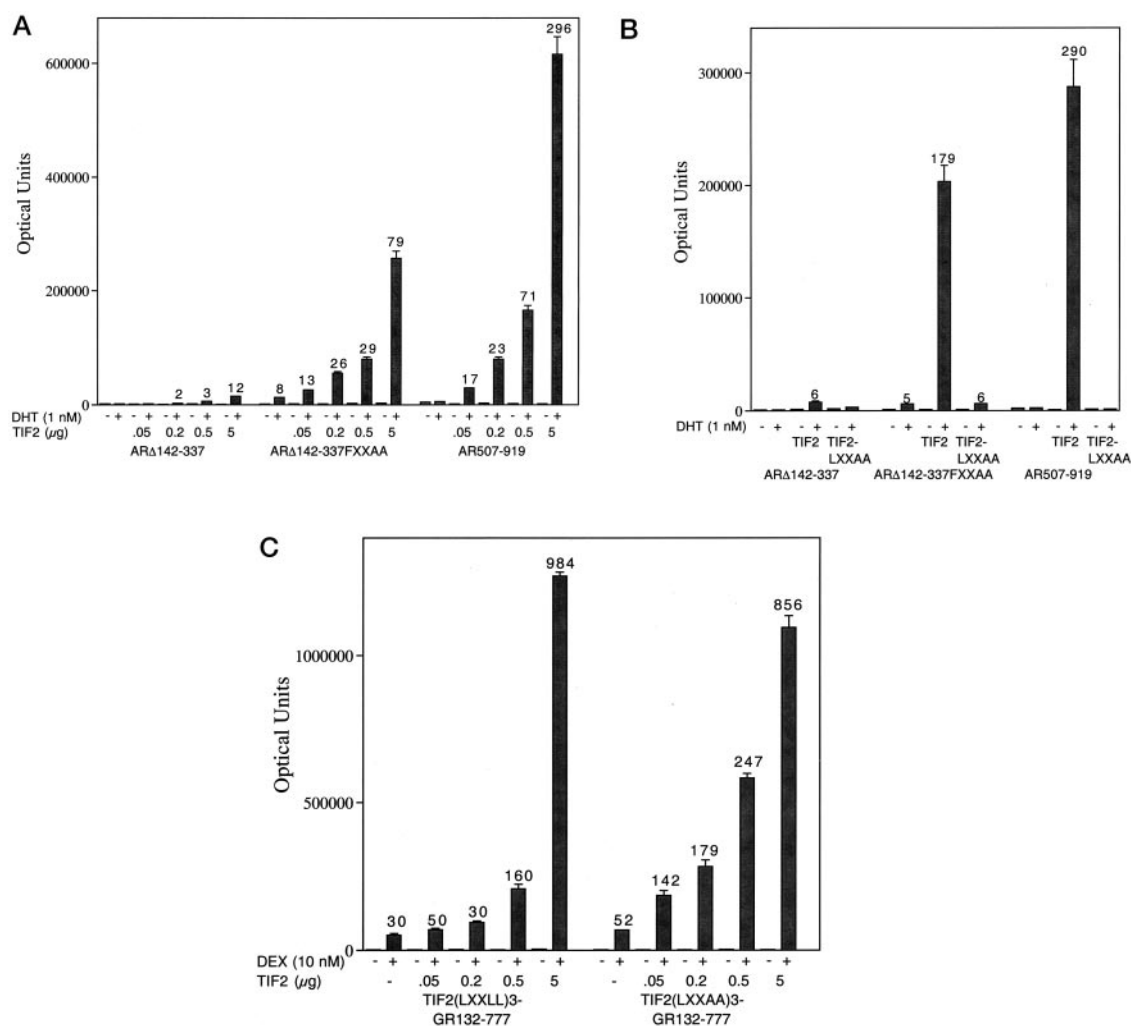 A
Optical Units
600000
400000
200000
0
2
3
12
8
13
26
29
79
17
23
71
296
DHT (1 nM) - + - + - + - + - + - + - + - + - + - + - + - + - + - + - +
TIF2 (µg) .05 0.2 0.5 5 .05 0.2 0.5 5 .05 0.2 0.5 5
ARΔ142-337 ARΔ142-337FXXAA AR507-919
B
Optical Units
300000
200000
100000
0
6
5
179
6
290
DHT (1 nM) - + - + - + - + - + - + - + - + - +
TIF2 TIF2- TIF2 TIF2- TIF2 TIF2-
LXXAA LXXAA LXXAA
ARΔ142-337 ARΔ142-337FXXAA AR507-919
C
Optical Units
1000000
500000
0
30
50
30
160
984
52
142
179
247
856
DEX (10 nM) - + - + - + - + - + - + - + - + - + - +
TIF2 (µg) - .05 0.2 0.5 5 - .05 0.2 0.5 5
TIF2(LXXLL)3- TIF2(LXXAA)3-
GR132-777 GR132-777